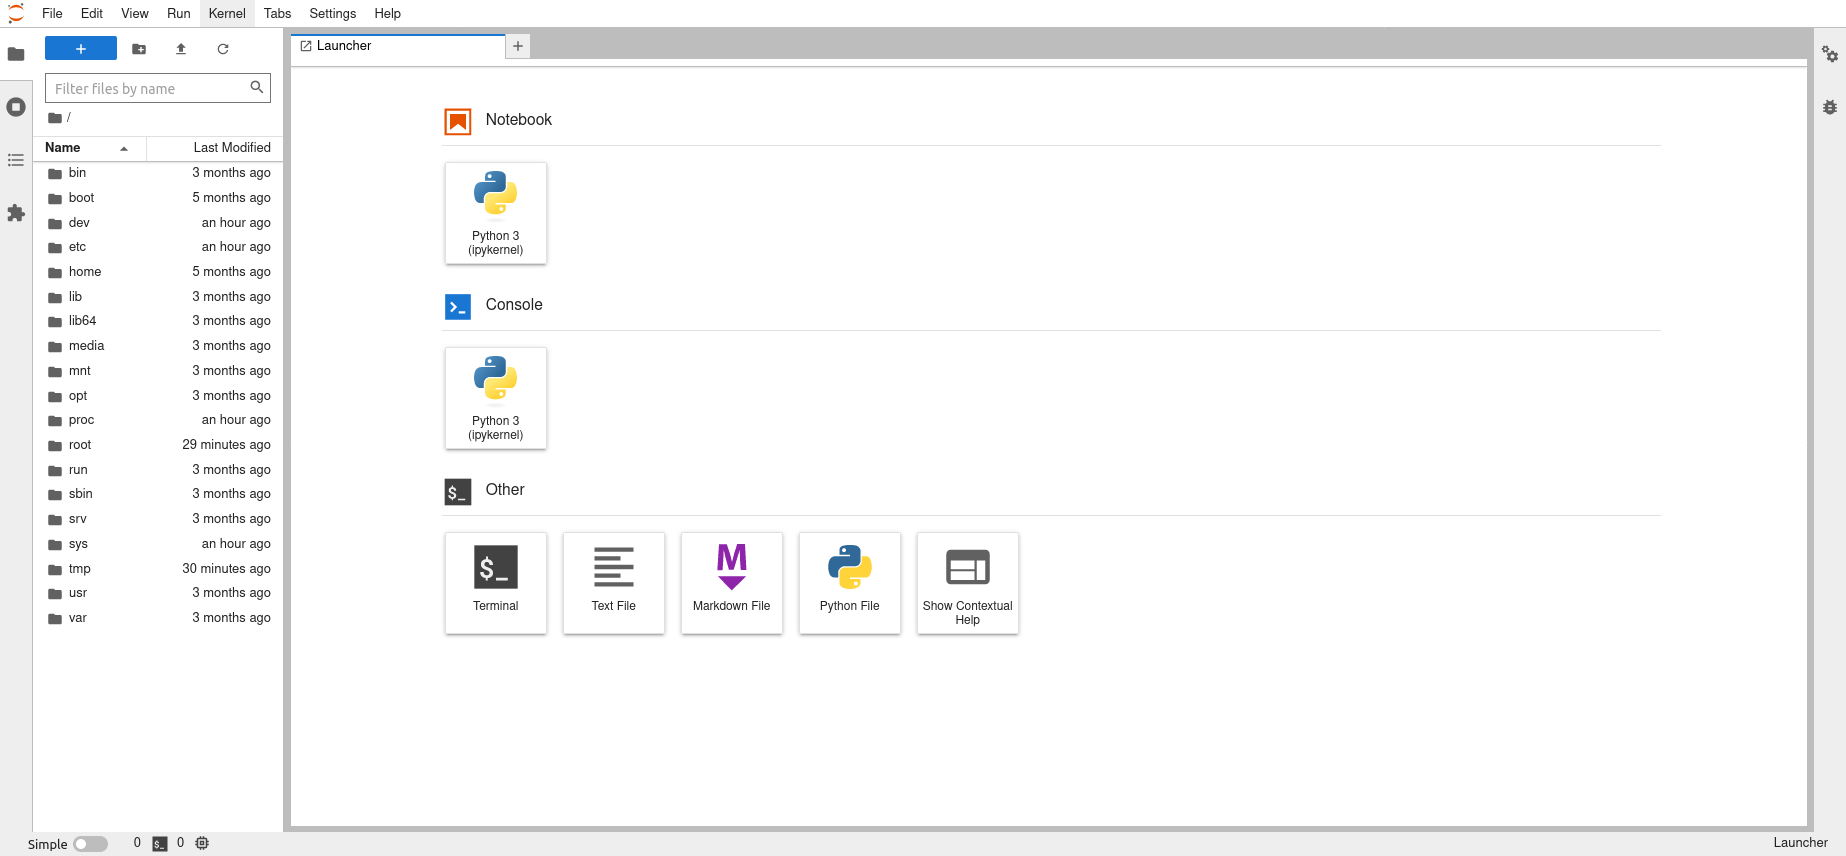 File Edit View Run Kernel Tabs Settings Help
Launcher
Filter files by name
/
Name Last Modified
bin 3 months ago
boot 5 months ago
dev an hour ago
etc an hour ago
home 5 months ago
lib 3 months ago
lib64 3 months ago
media 3 months ago
mnt 3 months ago
opt 3 months ago
proc an hour ago
root 29 minutes ago
run 3 months ago
sbin 3 months ago
srv 3 months ago
sys an hour ago
tmp 30 minutes ago
usr 3 months ago
var 3 months ago
Notebook
Python 3
(ipykernel)
Console
Python 3
(ipykernel)
$_ Other
$_
M
Terminal Text File Markdown File Python File Show Contextual
Help
Simple 0 $_ 0 Launcher